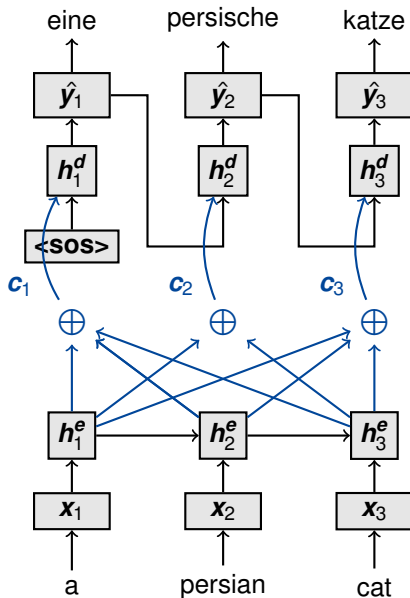 eine persische katze
ŷ₁ ŷ₂ ŷ₃
h₁ᵈ h₂ᵈ h₃ᵈ
<sos>
c₁ c₂ c₃
h₁ᵉ h₂ᵉ h₃ᵉ
x₁ x₂ x₃
a persian cat